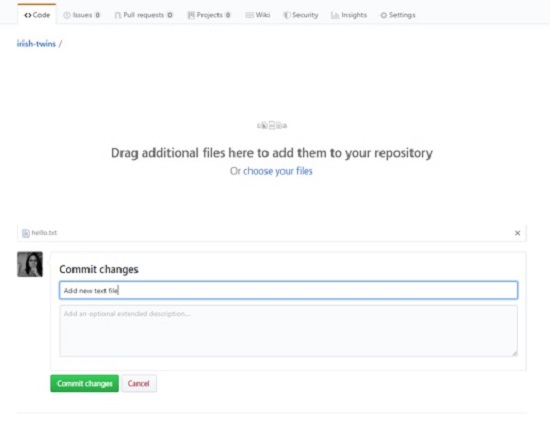 Code Issues 0 Pull requests 0 Projects 0 Wiki Security Insights Settings
irish-twins /
Drag additional files here to add them to your repository
Or choose your files
hello.txt
Commit changes
Add new text file
Add an optional extended description...
Commit changes Cancel